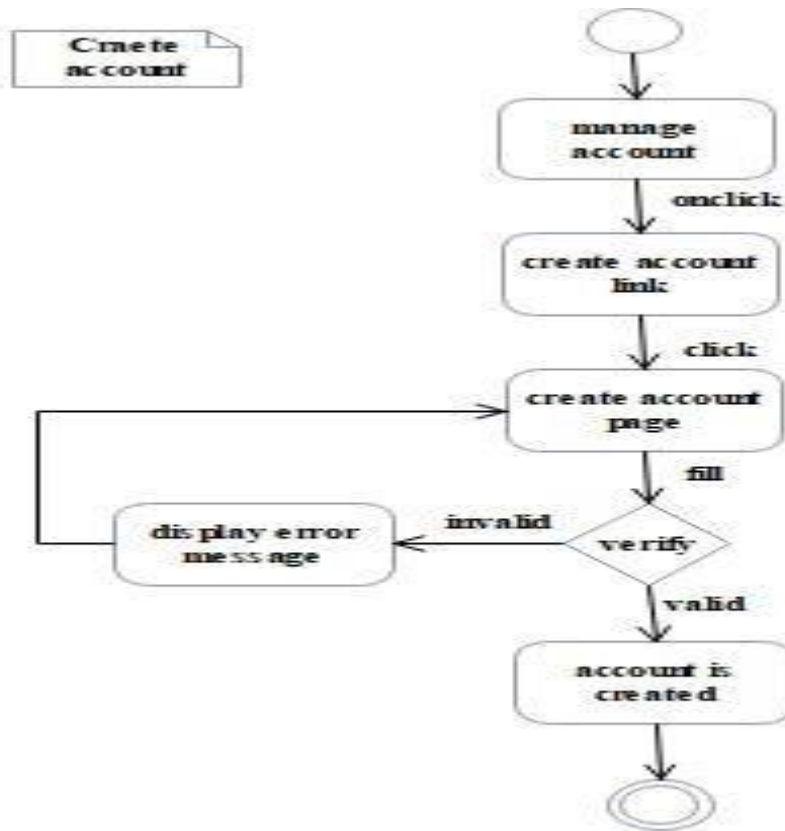 Craete
account
manage
account
onclick
create account
link
click
create account
page
fill
invalid
display error
message
verify
valid
account is
created